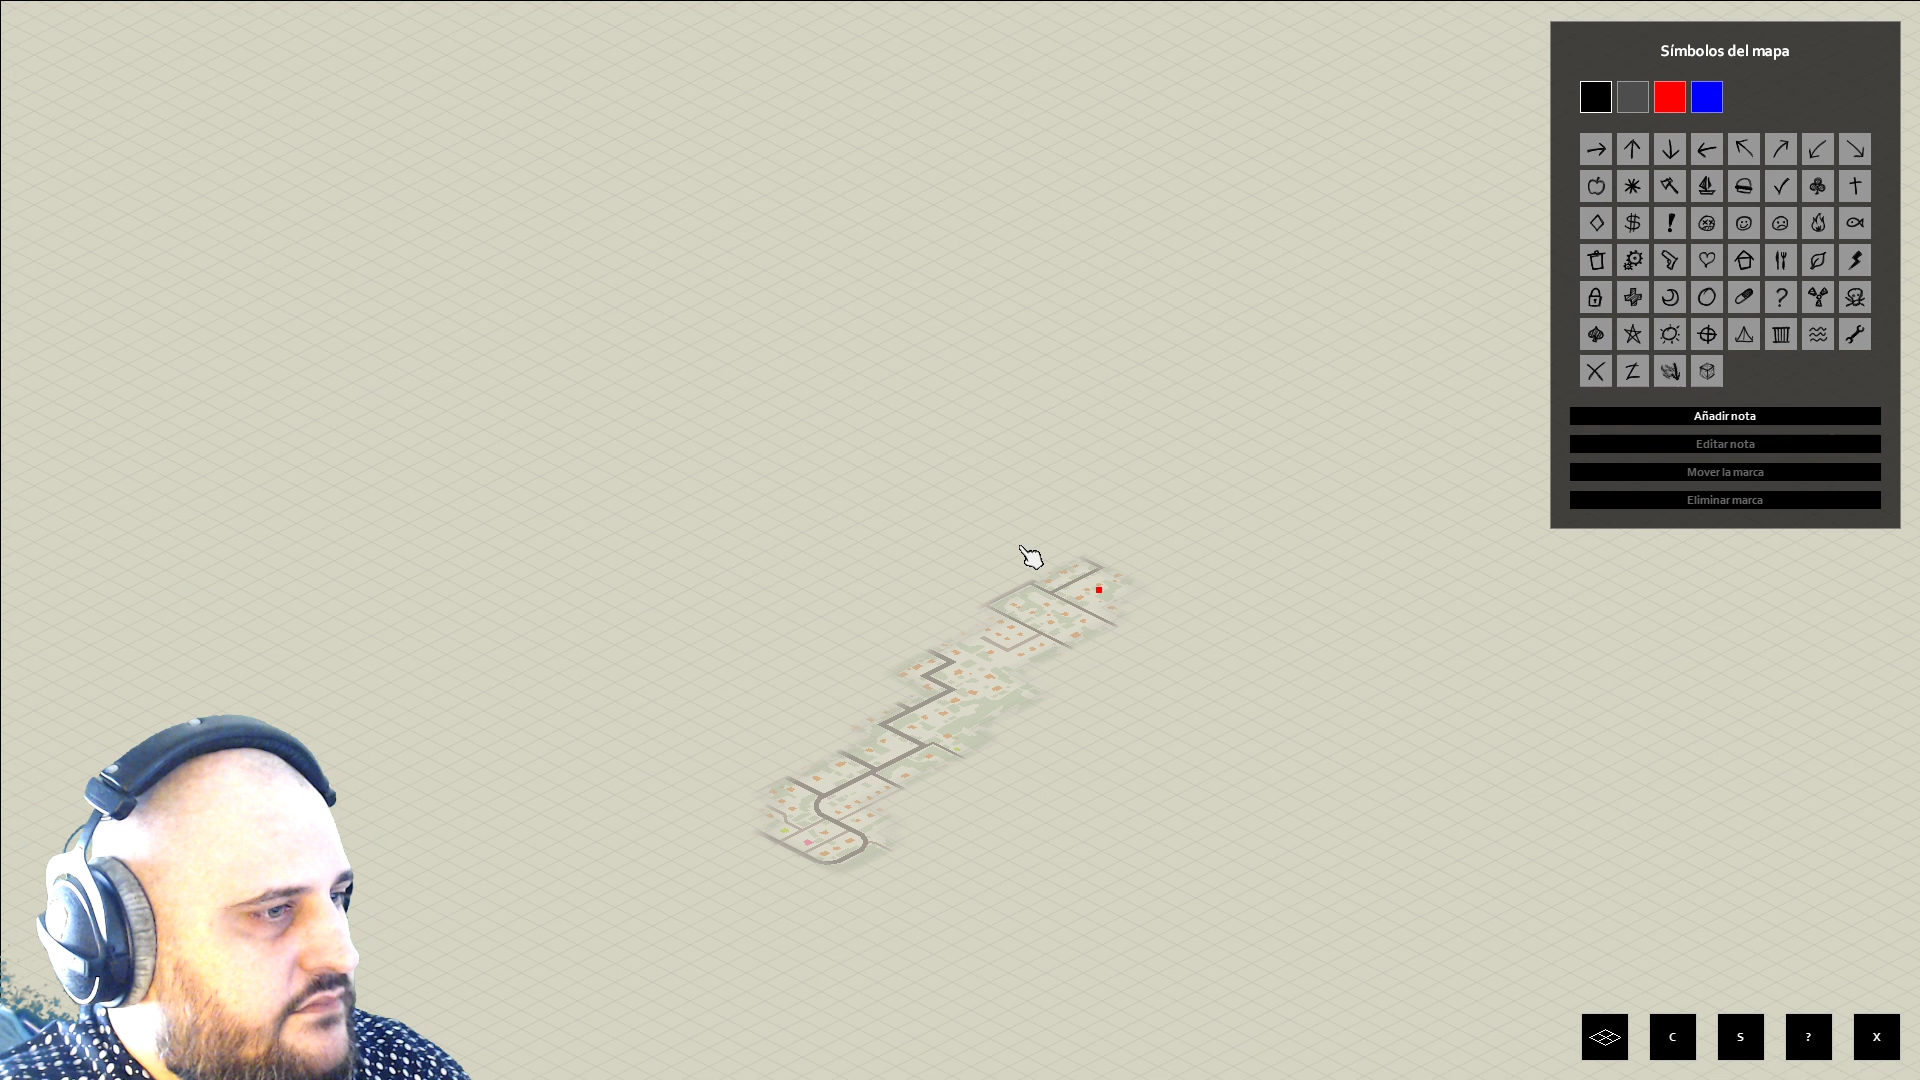 Símbolos del mapa
Añadir nota
Editar nota
Mover la marca
Eliminar marca
C S ? X